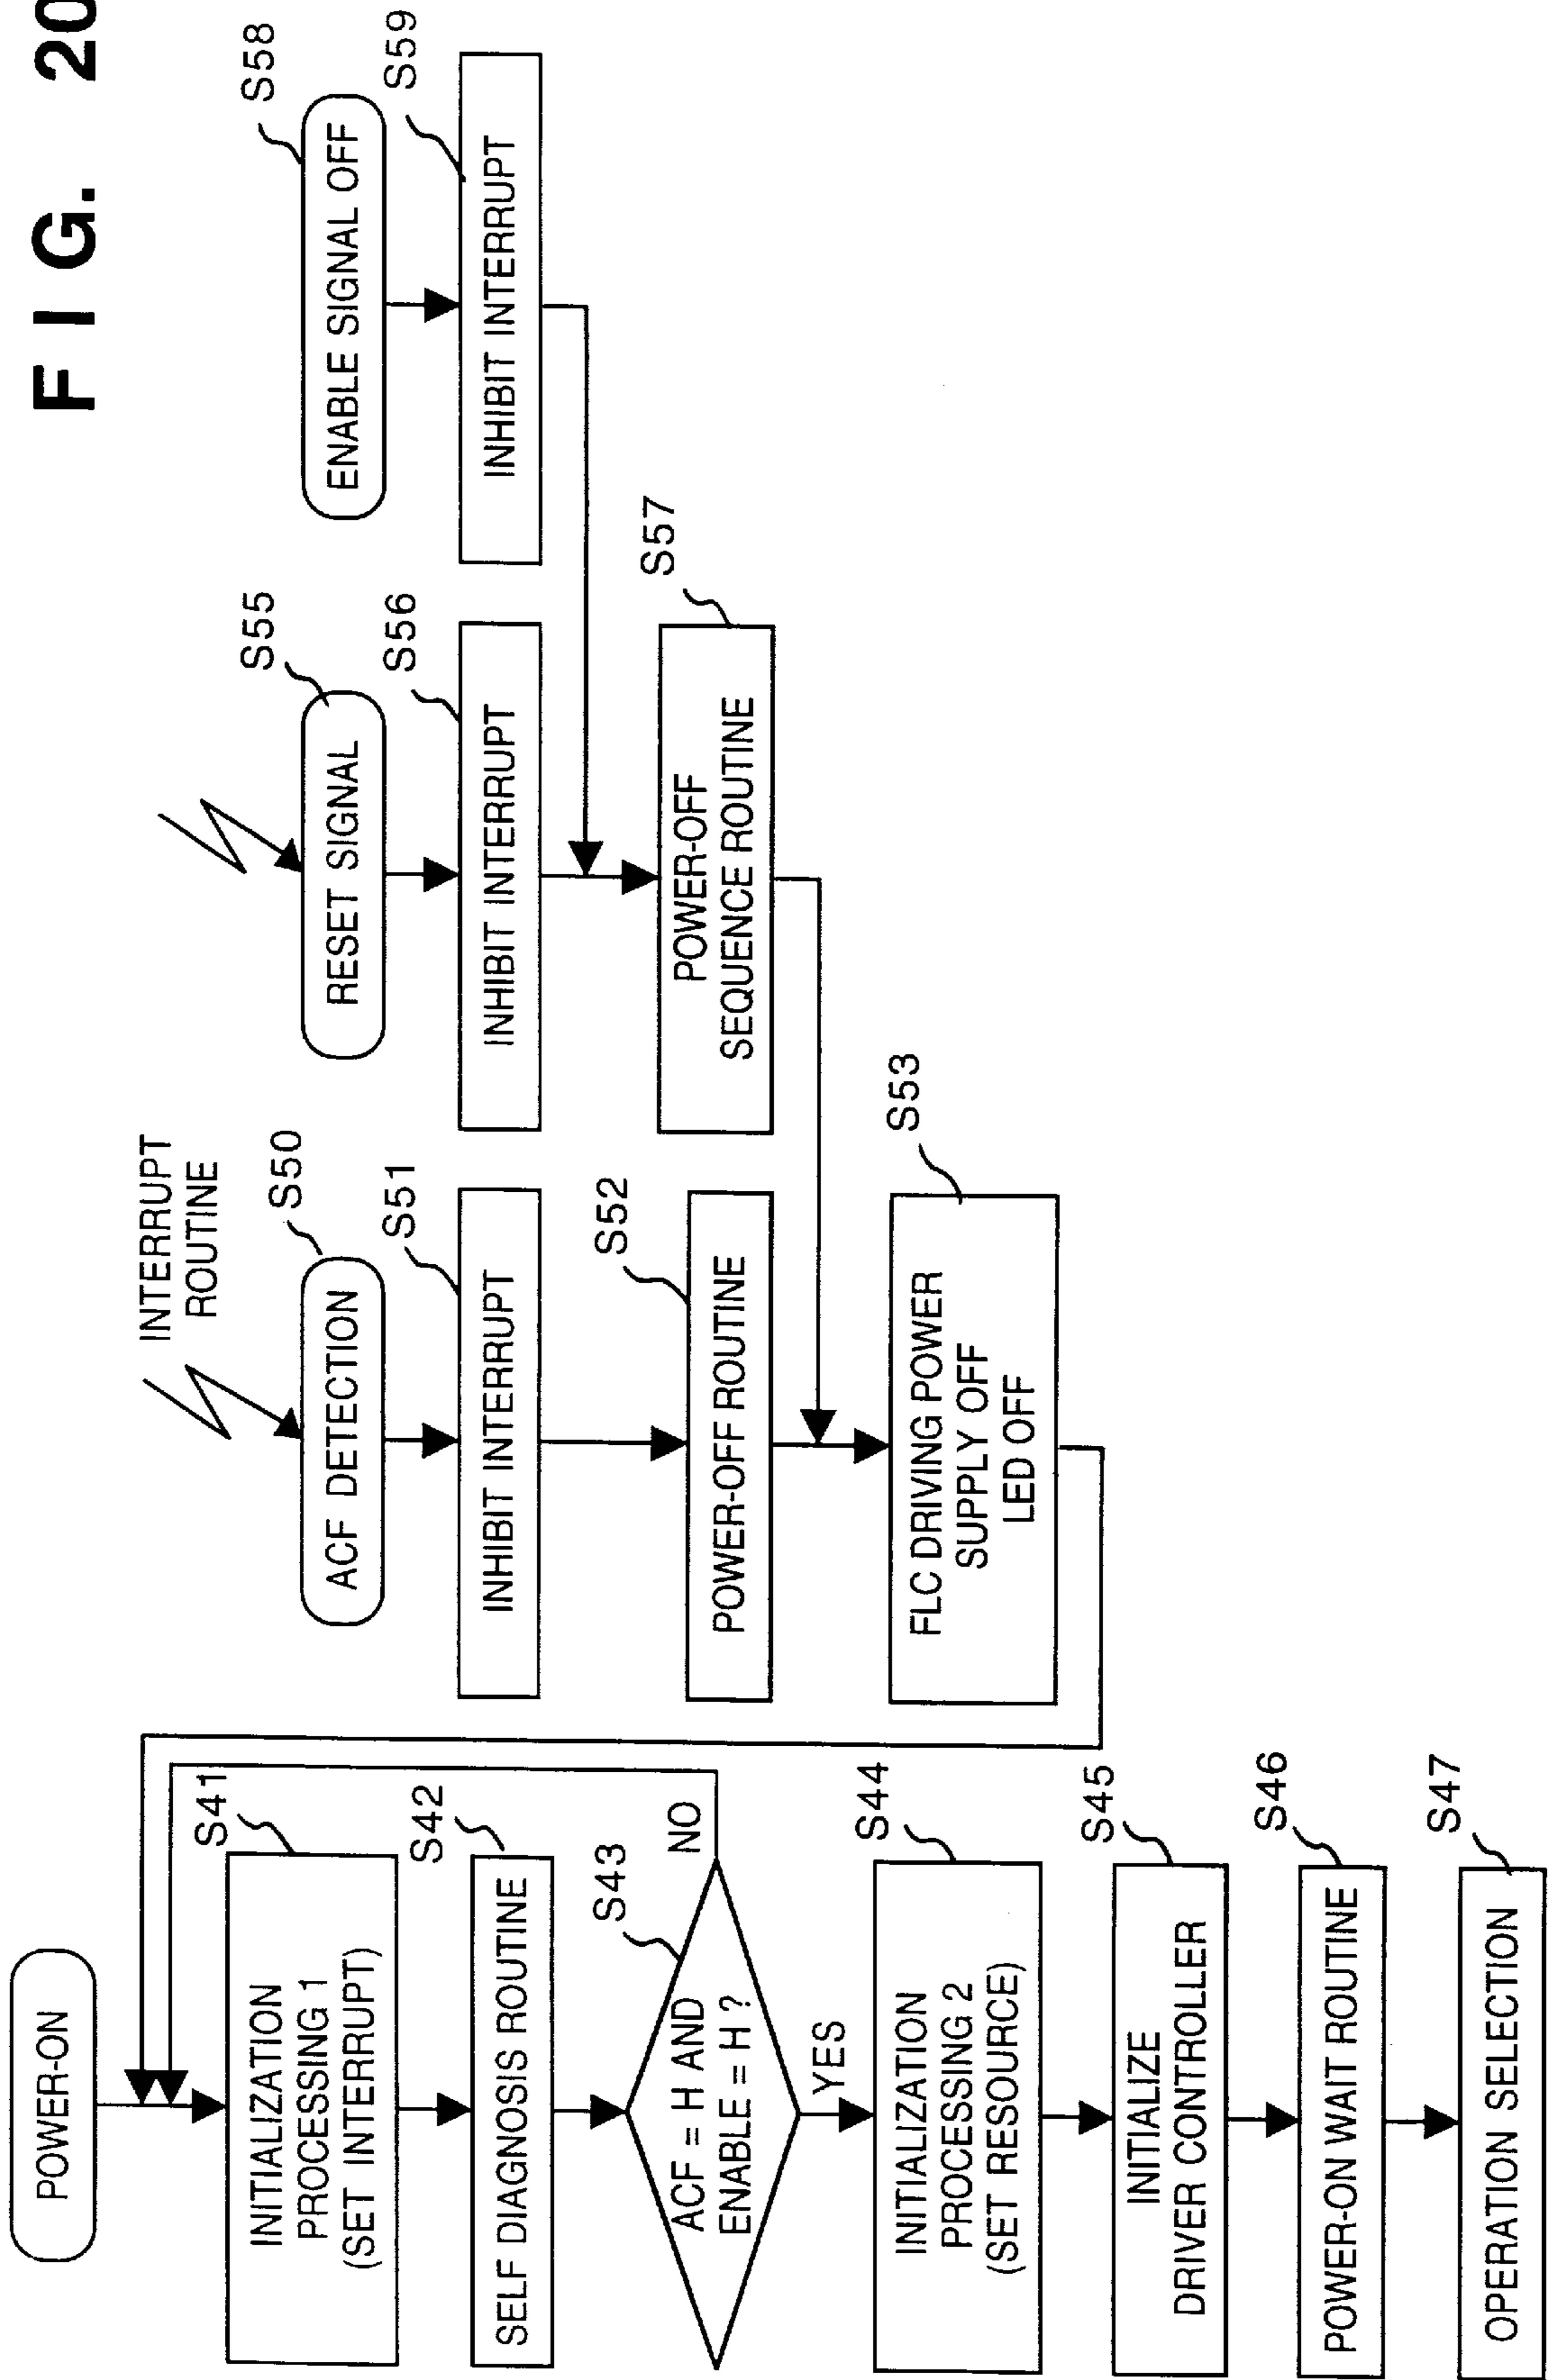 F I G. 20
POWER-ON
INITIALIZATION
PROCESSING 1
(SET INTERRUPT)
S41
SELF DIAGNOSIS ROUTINE
S42
ACF = H AND
ENABLE = H ?
S43
NO
YES
INITIALIZATION
PROCESSING 2
(SET RESOURCE)
S44
INITIALIZE
DRIVER CONTROLLER
S45
POWER-ON WAIT ROUTINE
S46
OPERATION SELECTION
S47
INTERRUPT
ROUTINE
ACF DETECTION
S50
INHIBIT INTERRUPT
S51
POWER-OFF ROUTINE
S52
FLC DRIVING POWER
SUPPLY OFF
LED OFF
S53
RESET SIGNAL
S55
INHIBIT INTERRUPT
S56
POWER-OFF
SEQUENCE ROUTINE
S57
ENABLE SIGNAL OFF
S58
INHIBIT INTERRUPT
S59